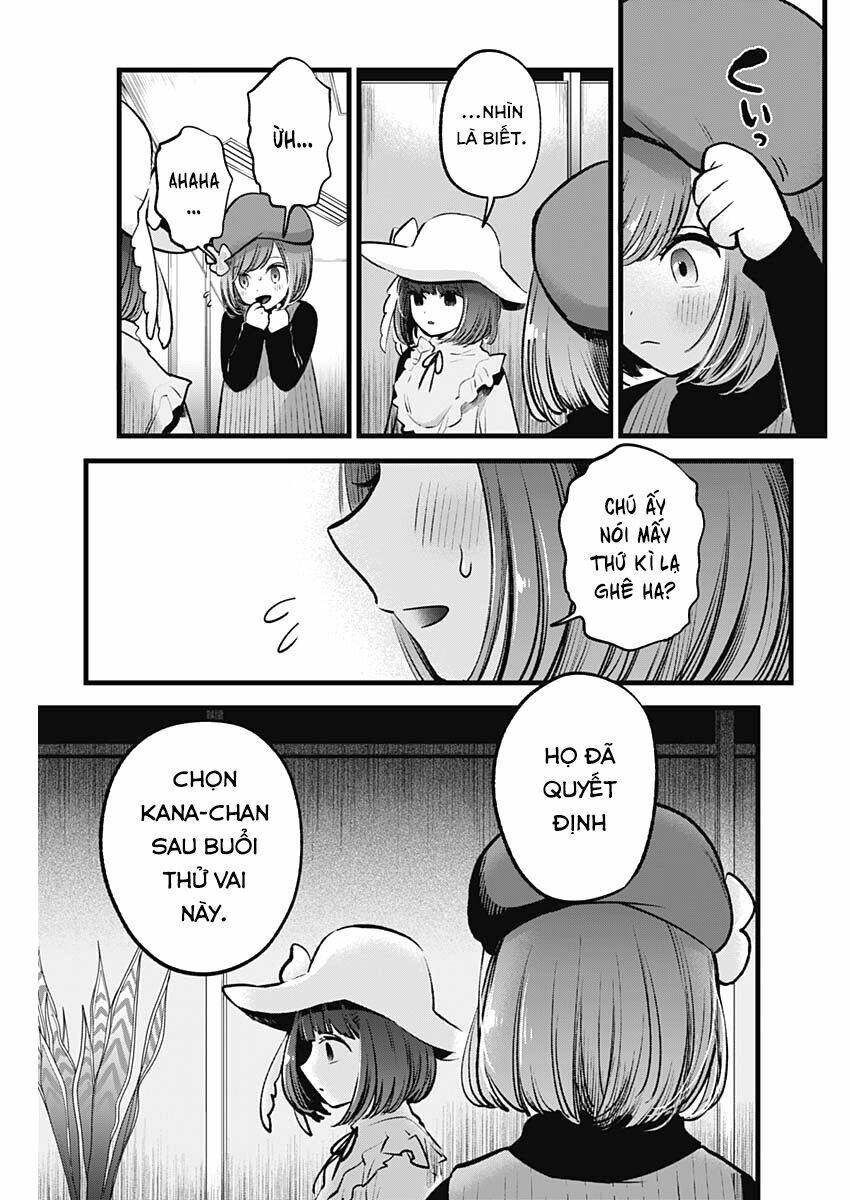 くいっ
…NHÌN
LÀ BIẾT.
ỪH...
AHAHA
...
CHÚ ẤY
NÓI MẤY
THỨ KÌ LẠ
GHÊ HA?
HỌ ĐÃ
QUYẾT
ĐỊNH
CHỌN
KANA-CHAN
SAU BUỔI
THỬ VAI
NÀY.